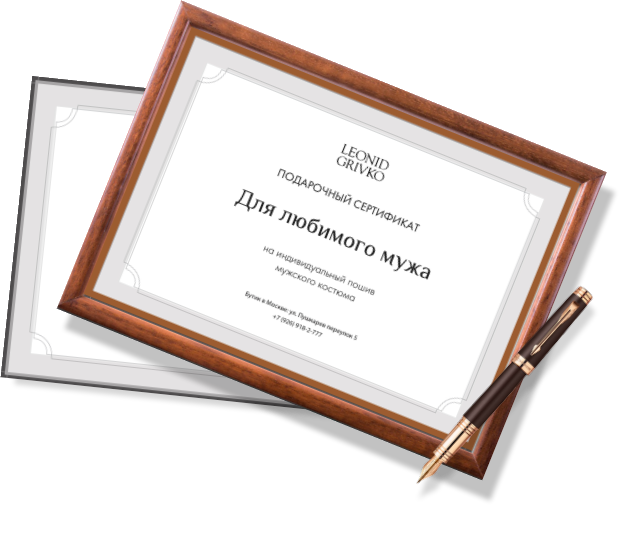 LEONID
GRIVKO
ПОДАРОЧНЫЙ СЕРТИФИКАТ
Для любимого мужа
на индивидуальный пошив
мужского костюма
Бутик в Москве: ул. Пушкарев переулок 5
+7 (926) 918-2-777